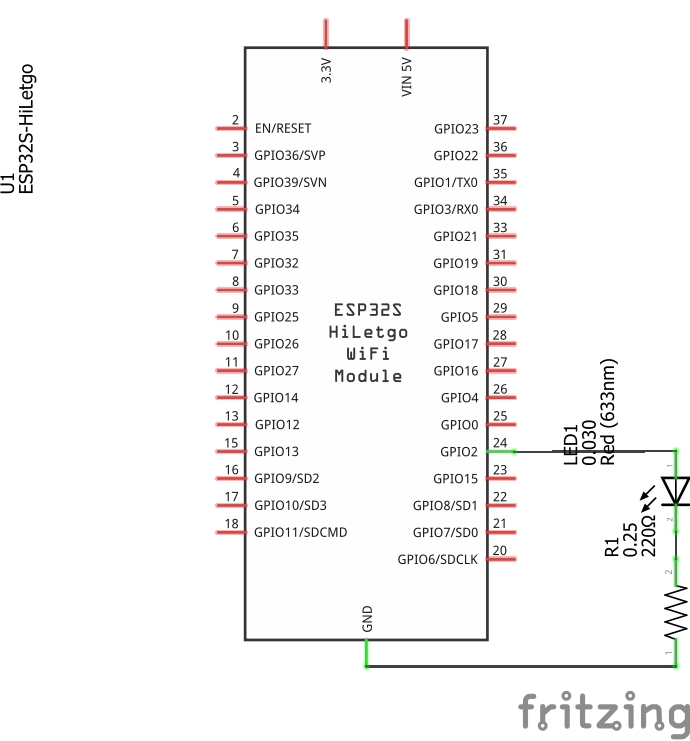 U1
ESP32S-HiLetgo
3.3V
VIN 5V
2 EN/RESET
3 GPIO36/SVP
4 GPIO39/SVN
5 GPIO34
6 GPIO35
7 GPIO32
8 GPIO33
9 GPIO25
10 GPIO26
11 GPIO27
12 GPIO14
13 GPIO12
15 GPIO13
16 GPIO9/SD2
17 GPIO10/SD3
18 GPIO11/SDCMD
ESP32S
HiLetgo
WiFi
Module
GPIO23 37
GPIO22 36
GPIO1/TX0 35
GPIO3/RX0 34
GPIO21 33
GPIO19 31
GPIO18 30
GPIO5 29
GPIO17 28
GPIO16 27
GPIO4 26
GPIO0 25
GPIO2 24
GPIO15 23
GPIO8/SD1 22
GPIO7/SD0 21
GPIO6/SDCLK 20
GND
LED1
0.030
Red (633nm)
1
2
R1
0.25
220Ω
2
1
fritzing